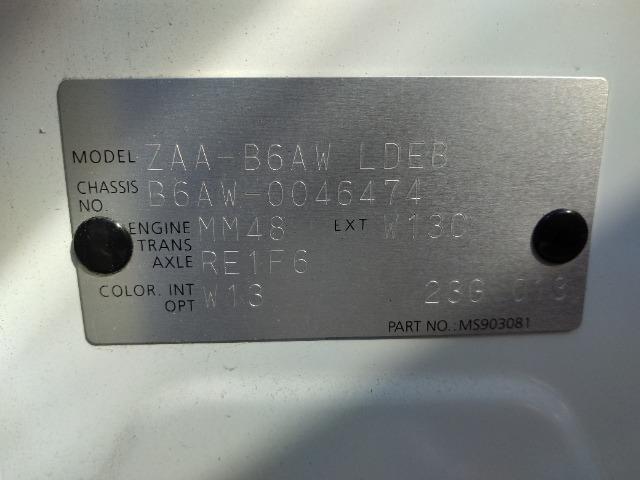 MODEL ZAA-B6AW LDEB
CHASSIS NO. B6AW-0046474
ENGINE MM48 EXT W13C
TRANS AXLE RE1F6
COLOR. INT W13
OPT 23G 013
PART NO.: MS903081